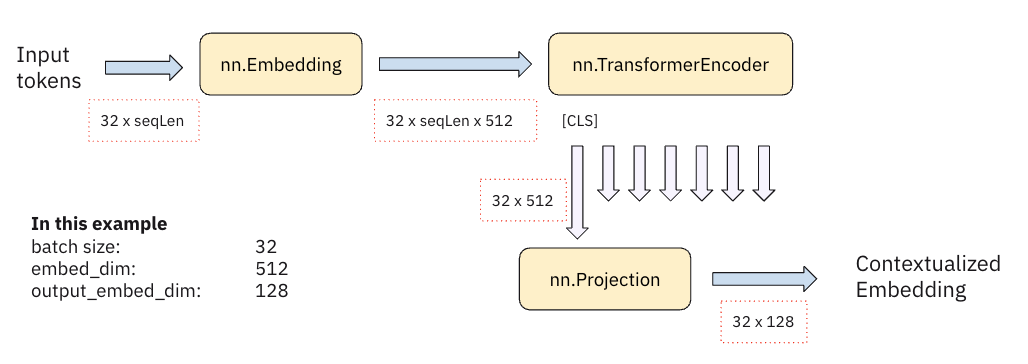 Input
tokens
nn.Embedding
nn.TransformerEncoder
32 x seqLen
32 x seqLen x 512
[CLS]
32 x 512
In this example
batch size: 32
embed_dim: 512
output_embed_dim: 128
nn.Projection
Contextualized
Embedding
32 x 128